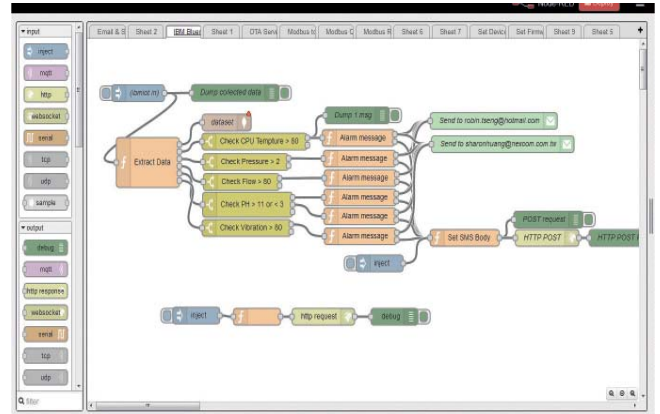 Node-RED
Deploy
Email & S
Sheet 2
IBM Blue
Sheet 1
OTA Serv
Modbus to
Modbus C
Modbus R
Sheet 6
Sheet 7
Set Device
Set Firmw
Sheet 9
Sheet 5
+
input
inject
mqtt
http
websocket
serial
tcp
udp
sample
output
debug
mqtt
http response
websocket
serial
tcp
udp
filter
Dump collected data
dataset
Dump 1 msg
Extract Data
Check CPU Tempture > 80
Check Pressure > 2
Check Flow > 80
Check PH > 11 or < 3
Check Vibration > 80
Alarm message
Alarm message
Alarm message
Alarm message
Alarm message
Alarm message
Send to robin.tseng@hotmail.com
Send to sharonhuang@nexcom.com.tw
POST request
Set SMS Body
HTTP POST
HTTP POST R
inject
inject
f
http request
debug